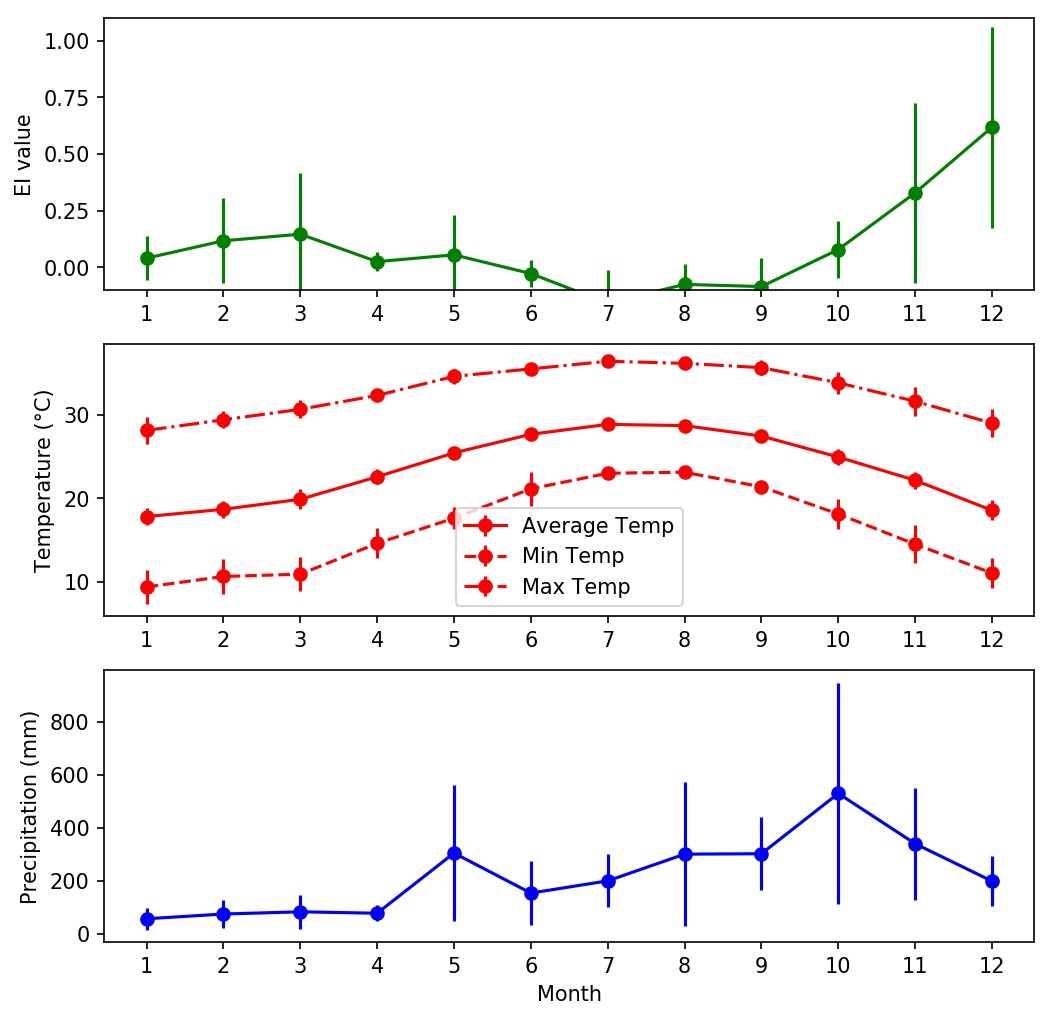 EI value
1.00
0.75
0.50
0.25
0.00
1 2 3 4 5 6 7 8 9 10 11 12
Temperature (°C)
30
20
10
Average Temp
Min Temp
Max Temp
1 2 3 4 5 6 7 8 9 10 11 12
Precipitation (mm)
800
600
400
200
0
1 2 3 4 5 6 7 8 9 10 11 12
Month